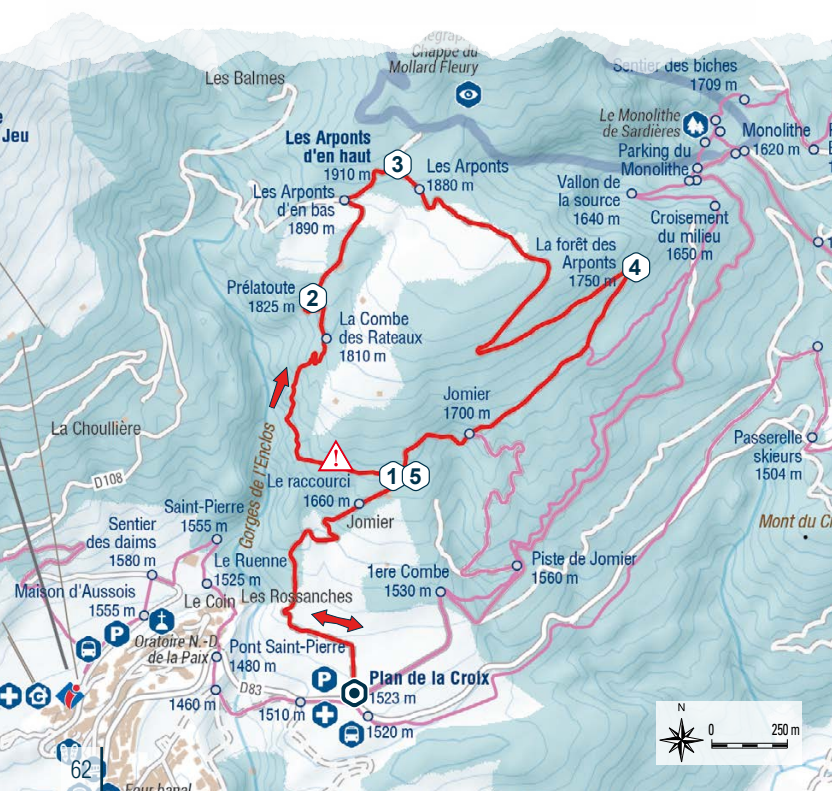 Chappe du
Mollard Fleury
Les Balmes
Sentier des biches
1709 m
Jeu
Le Monolithe
de Sardières
Monolithe
1620 m
Parking du
Monolithe
Les Arponts
d'en haut
1910 m
3
Les Arponts
1880 m
Les Arponts
d'en bas
1890 m
Vallon de
la source
1640 m
Croisement
du milieu
1650 m
La forêt des
Arponts
1750 m
4
Prélatoute
1825 m
2
La Combe
des Rateaux
1810 m
Jomier
1700 m
La Choullière
D108
Gorges de l'Enclos
!
1
5
Le raccourci
1660 m
Jomier
Passerelle
skieurs
1504 m
Mont du
Saint-Pierre
1555 m
Sentier
des daims
1580 m
Le Ruenne
1525 m
Maison d'Aussois
1555 m
Le Coin
Les Rossanches
1ere Combe
1530 m
Piste de Jomier
1560 m
P
Oratoire N.-D.
de la Paix
Pont Saint-Pierre
1480 m
P
Plan de la Croix
1523 m
D83
1460 m
1510 m
1520 m
N
0
250 m
62
Four banal